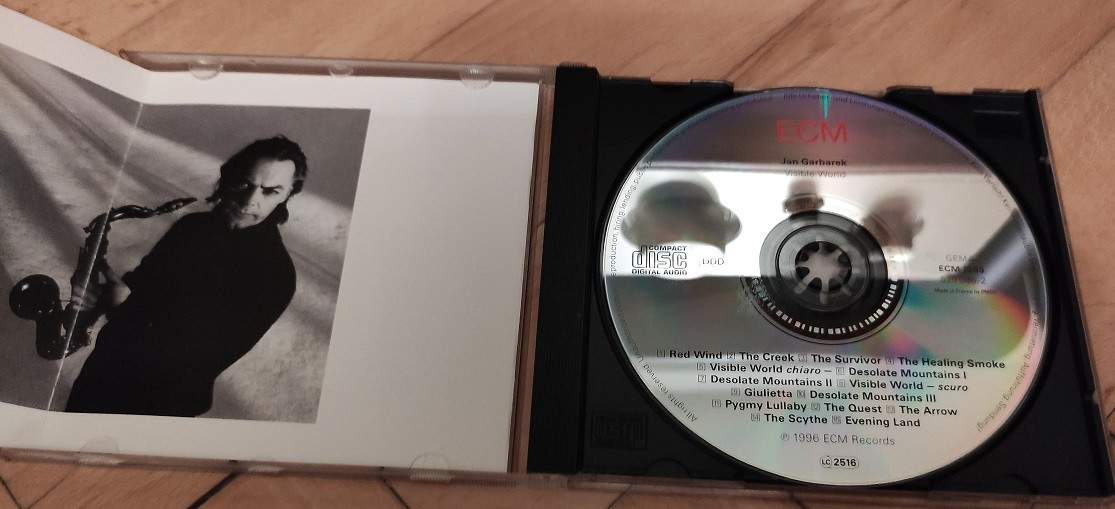 ECM
Jan Garbarek
Visible World
COMPACT
disc
DIGITAL AUDIO
DDD
GEMA
ECM
Made in France by
1 Red Wind 2 The Creek 3 The Survivor 4 The Healing Smoke
5 Visible World chiaro – 6 Desolate Mountains I
7 Desolate Mountains II 8 Visible World – scuro
9 Giulietta 10 Desolate Mountains III
11 Pygmy Lullaby 12 The Quest 13 The Arrow
14 The Scythe 15 Evening Land
℗ 1996 ECM Records
LC 2516
All rights reserved